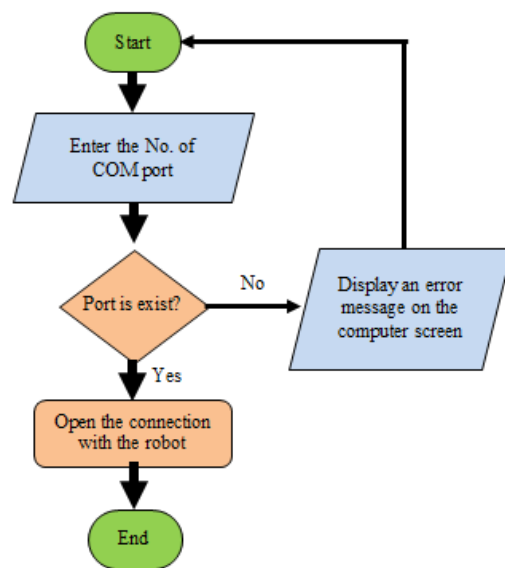 Start
Enter the No. of
COM port
Port is exist?
No
Display an error
message on the
computer screen
Yes
Open the connection
with the robot
End